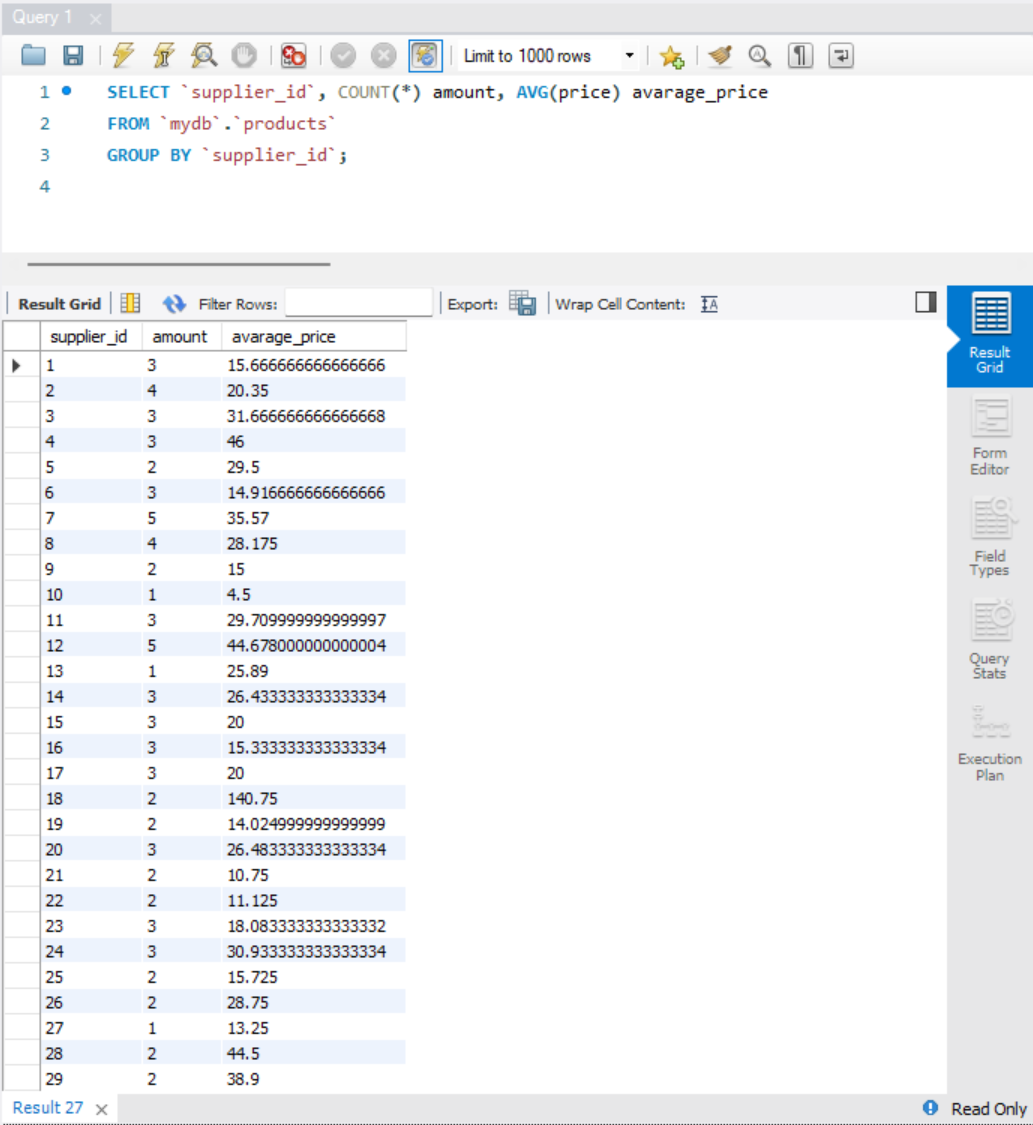 Query 1
Limit to 1000 rows
1 SELECT `supplier_id`, COUNT(*) amount, AVG(price) avarage_price
2 FROM `mydb`.`products`
3 GROUP BY `supplier_id`;
4
Result Grid Filter Rows: Export: Wrap Cell Content:
supplier_id amount avarage_price
1 3 15.666666666666666
2 4 20.35
3 3 31.666666666666668
4 3 46
5 2 29.5
6 3 14.916666666666666
7 5 35.57
8 4 28.175
9 2 15
10 1 4.5
11 3 29.709999999999997
12 5 44.678000000000004
13 1 25.89
14 3 26.433333333333334
15 3 20
16 3 15.333333333333334
17 3 20
18 2 140.75
19 2 14.024999999999999
20 3 26.483333333333334
21 2 10.75
22 2 11.125
23 3 18.083333333333332
24 3 30.933333333333334
25 2 15.725
26 2 28.75
27 1 13.25
28 2 44.5
29 2 38.9
Result
Grid
Form
Editor
Field
Types
Query
Stats
Execution
Plan
Result 27 Read Only